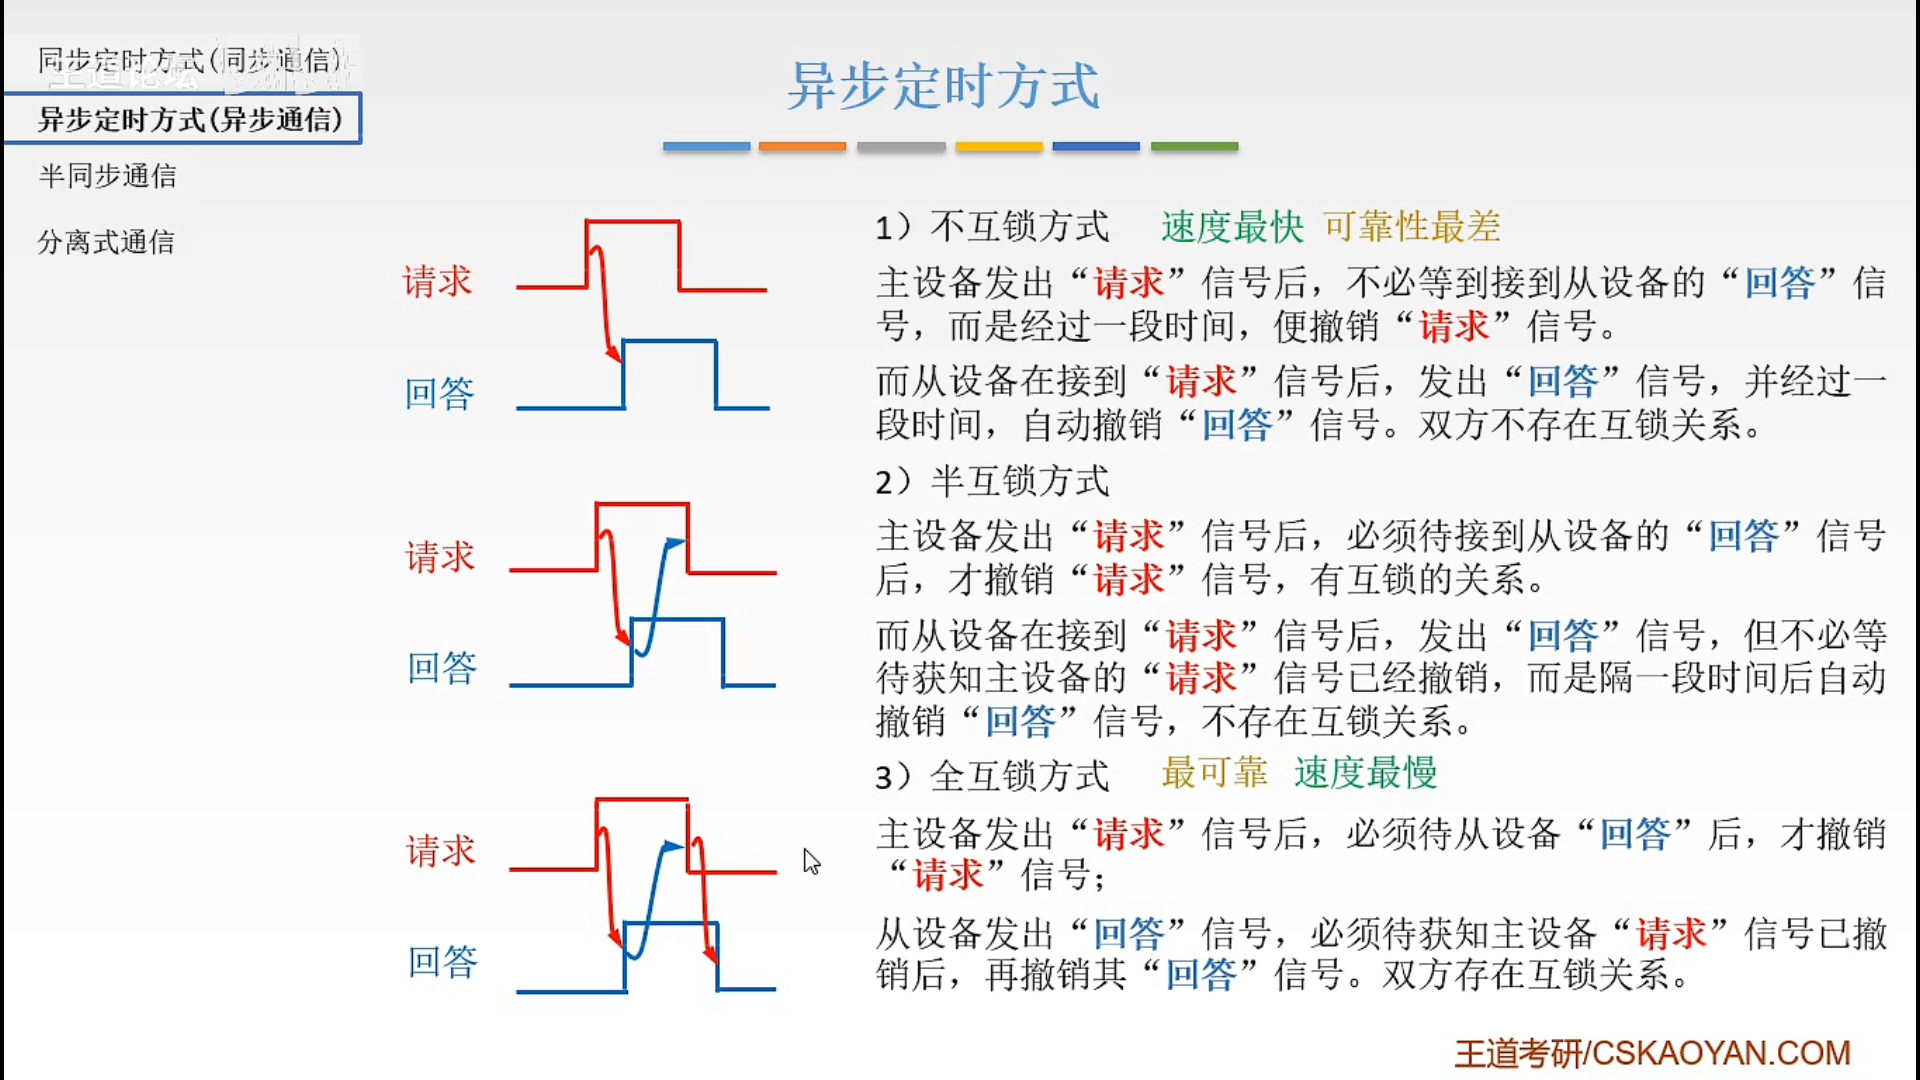 同步定时方式(同步通信)
王道论坛
异步定时方式(异步通信)
半同步通信
分离式通信
异步定时方式
请求
回答
1）不互锁方式 速度最快 可靠性最差
主设备发出“请求”信号后，不必等到接到从设备的“回答”信
号，而是经过一段时间，便撤销“请求”信号。
而从设备在接到“请求”信号后，发出“回答”信号，并经过一
段时间，自动撤销“回答”信号。双方不存在互锁关系。
请求
回答
2）半互锁方式
主设备发出“请求”信号后，必须待接到从设备的“回答”信号
后，才撤销“请求”信号，有互锁的关系。
而从设备在接到“请求”信号后，发出“回答”信号，但不必等
待获知主设备的“请求”信号已经撤销，而是隔一段时间后自动
撤销“回答”信号，不存在互锁关系。
请求
回答
3）全互锁方式 最可靠 速度最慢
主设备发出“请求”信号后，必须待从设备“回答”后，才撤销
“请求”信号；
从设备发出“回答”信号，必须待获知主设备“请求”信号已撤
销后，再撤销其“回答”信号。双方存在互锁关系。
王道考研/CSKAOYAN.COM